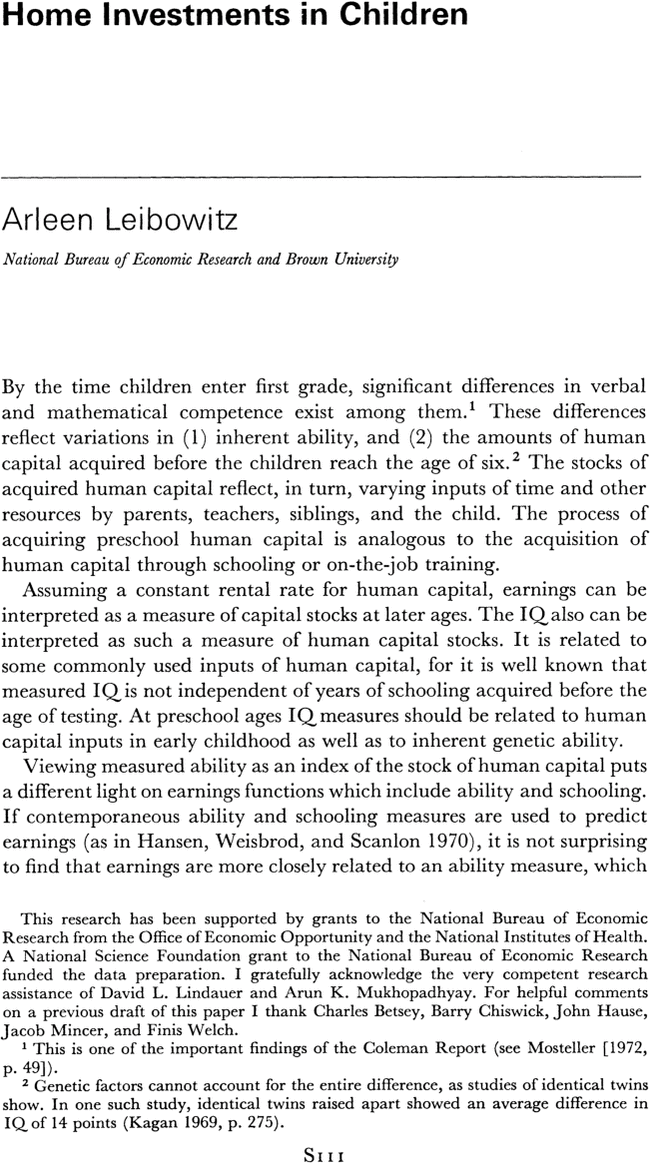 Home Investments in Children
Arleen Leibowitz
National Bureau of Economic Research and Brown University
By the time children enter first grade, significant differences in verbal
and mathematical competence exist among them.¹ These differences
reflect variations in (1) inherent ability, and (2) the amounts of human
capital acquired before the children reach the age of six.² The stocks of
acquired human capital reflect, in turn, varying inputs of time and other
resources by parents, teachers, siblings, and the child. The process of
acquiring preschool human capital is analogous to the acquisition of
human capital through schooling or on-the-job training.
Assuming a constant rental rate for human capital, earnings can be
interpreted as a measure of capital stocks at later ages. The IQ also can be
interpreted as such a measure of human capital stocks. It is related to
some commonly used inputs of human capital, for it is well known that
measured IQ is not independent of years of schooling acquired before the
age of testing. At preschool ages IQ measures should be related to human
capital inputs in early childhood as well as to inherent genetic ability.
Viewing measured ability as an index of the stock of human capital puts
a different light on earnings functions which include ability and schooling.
If contemporaneous ability and schooling measures are used to predict
earnings (as in Hansen, Weisbrod, and Scanlon 1970), it is not surprising
to find that earnings are more closely related to an ability measure, which
This research has been supported by grants to the National Bureau of Economic
Research from the Office of Economic Opportunity and the National Institutes of Health.
A National Science Foundation grant to the National Bureau of Economic Research
funded the data preparation. I gratefully acknowledge the very competent research
assistance of David L. Lindauer and Arun K. Mukhopadhyay. For helpful comments
on a previous draft of this paper I thank Charles Betsey, Barry Chiswick, John Hause,
Jacob Mincer, and Finis Welch.
¹ This is one of the important findings of the Coleman Report (see Mosteller [1972,
p. 49]).
² Genetic factors cannot account for the entire difference, as studies of identical twins
show. In one such study, identical twins raised apart showed an average difference in
IQ of 14 points (Kagan 1969, p. 275).
S111